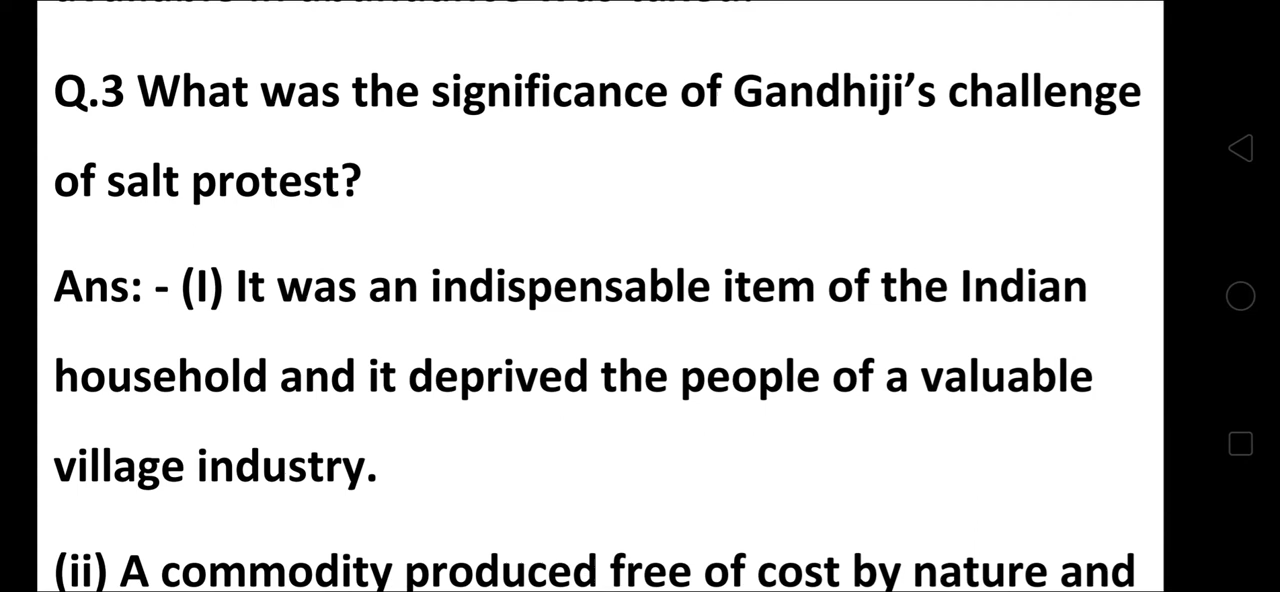 Q.3 What was the significance of Gandhiji’s challenge
of salt protest?
Ans: - (I) It was an indispensable item of the Indian
household and it deprived the people of a valuable
village industry.
(ii) A commodity produced free of cost by nature and